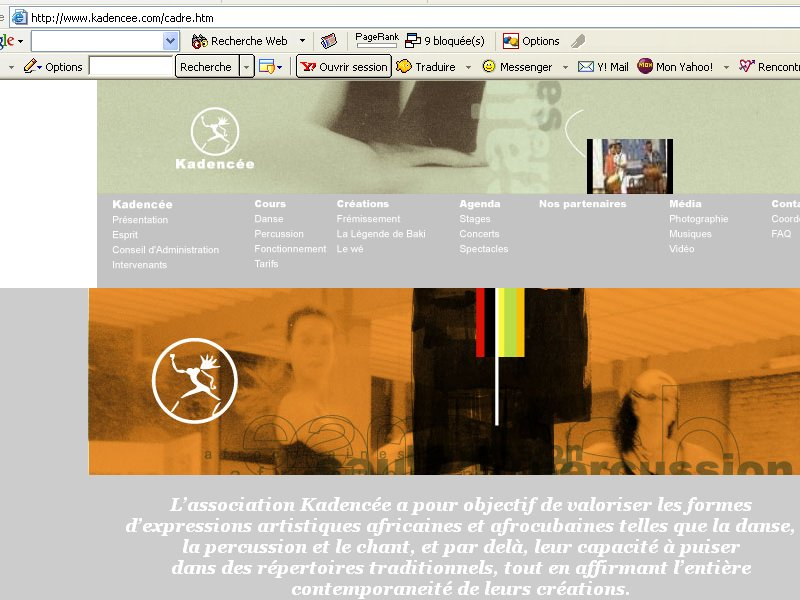 http://www.kadencee.com/cadre.htm
Recherche Web
PageRank
9 bloquée(s)
Options
Options
Recherche
Ouvrir session
Traduire
Messenger
Y! Mail
Mon Yahoo!
Rencont
Kadencée
Kadencée Cours Créations Agenda Nos partenaires Média Conta
Présentation Danse Frémissement Stages Photographie Coordo
Esprit Percussion La Légende de Baki Concerts Musiques FAQ
Conseil d'Administration Fonctionnement Le wé Spectacles Vidéo
Intervenants Tarifs
percussion
L'association Kadencée a pour objectif de valoriser les formes
d'expressions artistiques africaines et afrocubaines telles que la danse,
la percussion et le chant, et par delà, leur capacité à puiser
dans des répertoires traditionnels, tout en affirmant l'entière
contemporaneité de leurs créations.